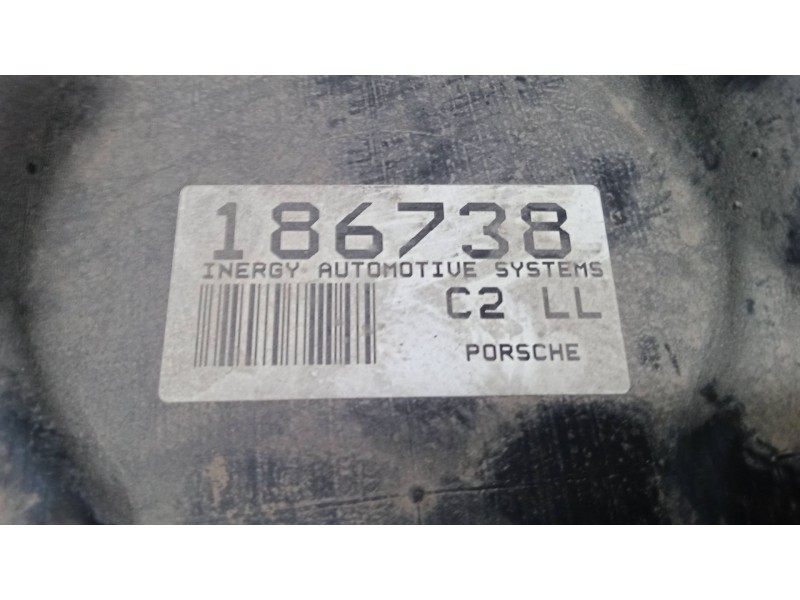 186738
INERGY AUTOMOTIVE SYSTEMS
C2 LL
PORSCHE